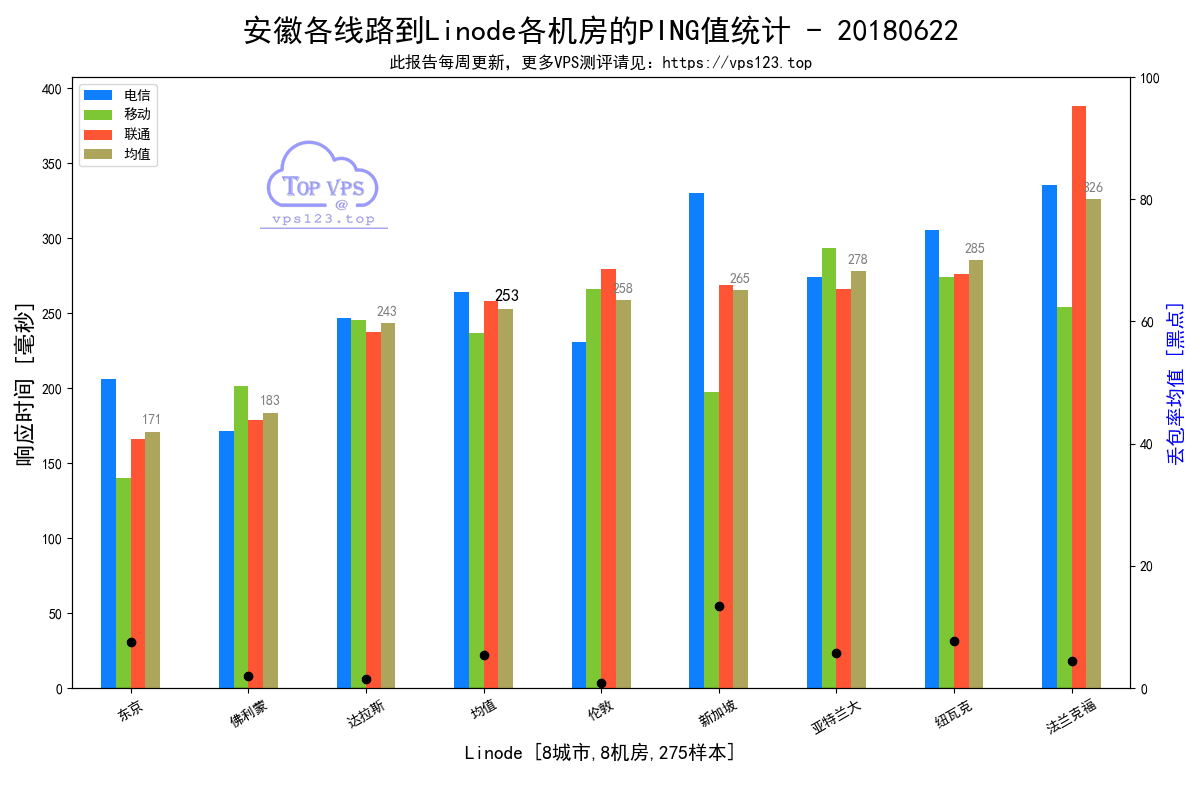 安徽各线路到Linode各机房的PING值统计 - 20180622
此报告每周更新，更多VPS测评请见：https://vps123.top
电信
移动
联通
均值
TOP VPS
@
vps123.top
响应时间 [毫秒]
400
350
300
250
200
150
100
50
0
171
183
243
253
258
265
278
285
326
100
80
60
40
20
0
丢包率均值 [黑点]
东京
佛利蒙
达拉斯
均值
伦敦
新加坡
亚特兰大
纽瓦克
法兰克福
Linode [8城市,8机房,275样本]